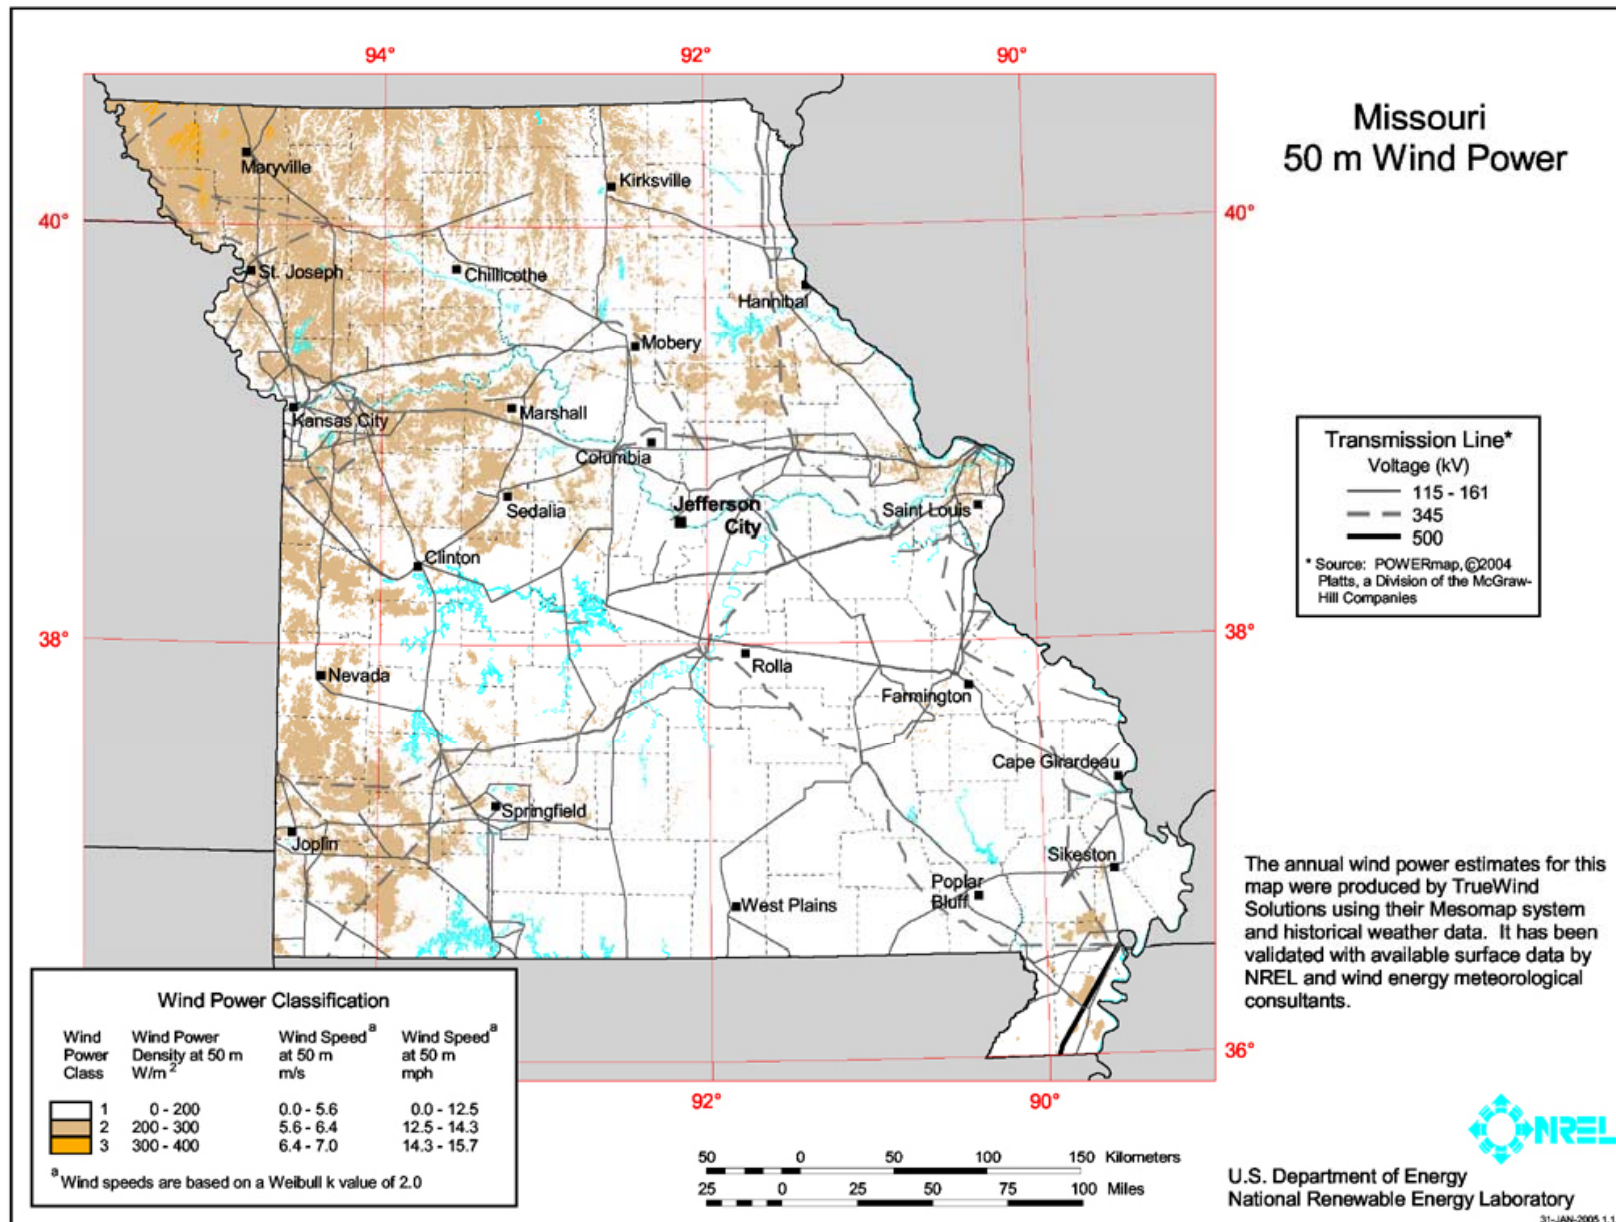 Missouri
50 m Wind Power
94°
92°
90°
40°
40°
38°
38°
36°
92°
90°
Maryville
Kirksville
St. Joseph
Chillicothe
Hannibal
Mobery
Kansas City
Marshall
Columbia
Sedalia
Jefferson
City
Saint Louis
Clinton
Nevada
Rolla
Farmington
Cape Girardeau
Springfield
Joplin
Sikeston
Poplar
Bluff
West Plains
Transmission Line*
Voltage (kV)
115 - 161
345
500
* Source: POWERmap, ©2004
Platts, a Division of the McGraw-
Hill Companies
The annual wind power estimates for this
map were produced by TrueWind
Solutions using their Mesomap system
and historical weather data. It has been
validated with available surface data by
NREL and wind energy meteorological
consultants.
Wind Power Classification
Wind Wind Power Wind Speed a Wind Speed a
Power Density at 50 m at 50 m at 50 m
Class W/m 2 m/s mph
1 0 - 200 0.0 - 5.6 0.0 - 12.5
2 200 - 300 5.6 - 6.4 12.5 - 14.3
3 300 - 400 6.4 - 7.0 14.3 - 15.7
a Wind speeds are based on a Weibull k value of 2.0
50 0 50 100 150 Kilometers
25 0 25 50 75 100 Miles
NREL
U.S. Department of Energy
National Renewable Energy Laboratory
31-JAN-2005 1.1